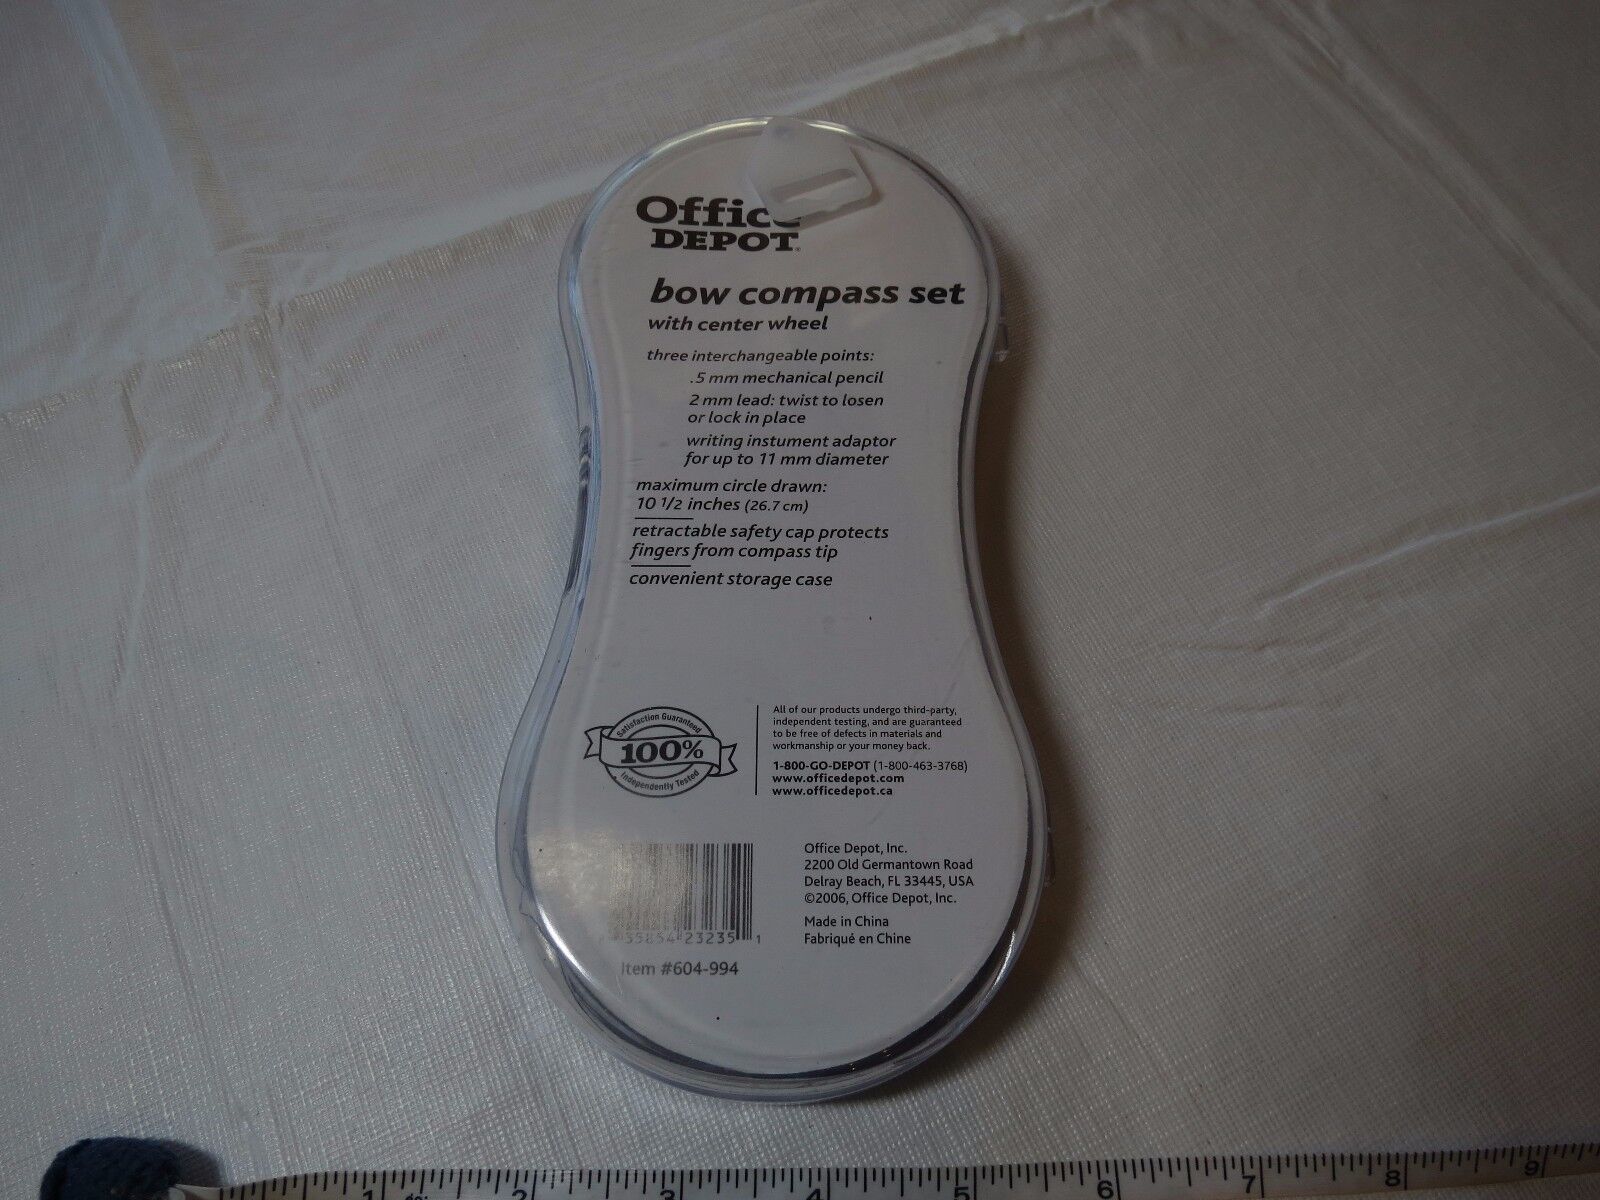 Office
DEPOT
bow compass set
with center wheel
three interchangeable points:
.5 mm mechanical pencil
2 mm lead: twist to losen
or lock in place
writing instument adaptor
for up to 11 mm diameter
maximum circle drawn:
10 1/2 inches (26.7 cm)
retractable safety cap protects
fingers from compass tip
convenient storage case
Satisfaction Guaranteed
100%
Independently Tested
All of our products undergo third-party,
independent testing, and are guaranteed
to be free of defects in materials and
workmanship or your money back.
1-800-GO-DEPOT (1-800-463-3768)
www.officedepot.com
www.officedepot.ca
Office Depot, Inc.
2200 Old Germantown Road
Delray Beach, FL 33445, USA
©2006, Office Depot, Inc.
Made in China
Fabriqué en Chine
35854 23235 1
Item #604-994
1 2 3 4 5 6 7 8 9